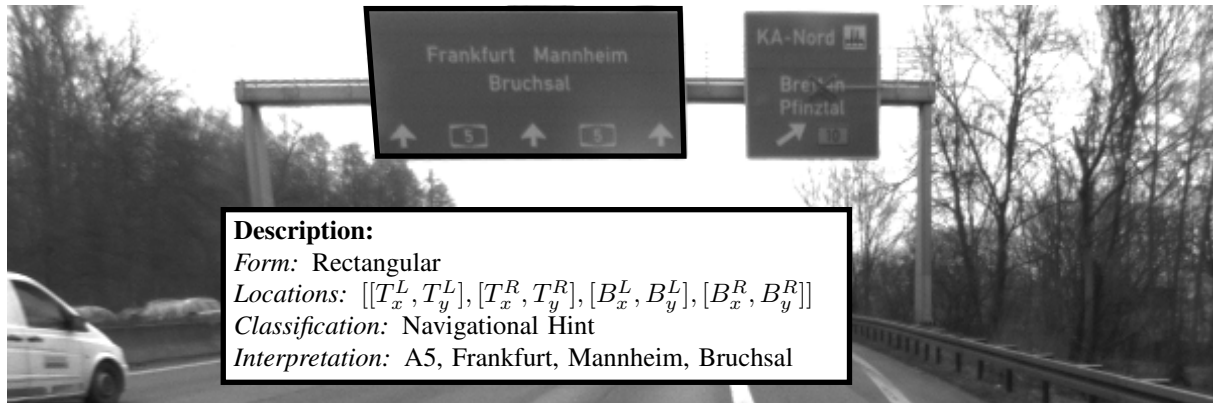 Frankfurt Mannheim
Bruchsal
5 5
KA-Nord
Bretten
Pfinztal
10
Description:
Form: Rectangular
Locations: [[T_x^L, T_y^L], [T_x^R, T_y^R], [B_x^L, B_y^L], [B_x^R, B_y^R]]
Classification: Navigational Hint
Interpretation: A5, Frankfurt, Mannheim, Bruchsal